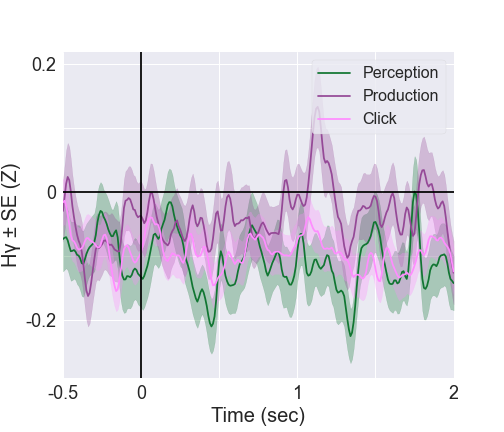 Perception
Production
Click
Hγ ± SE (Z)
0.2
0
-0.2
-0.5
0
1
2
Time (sec)